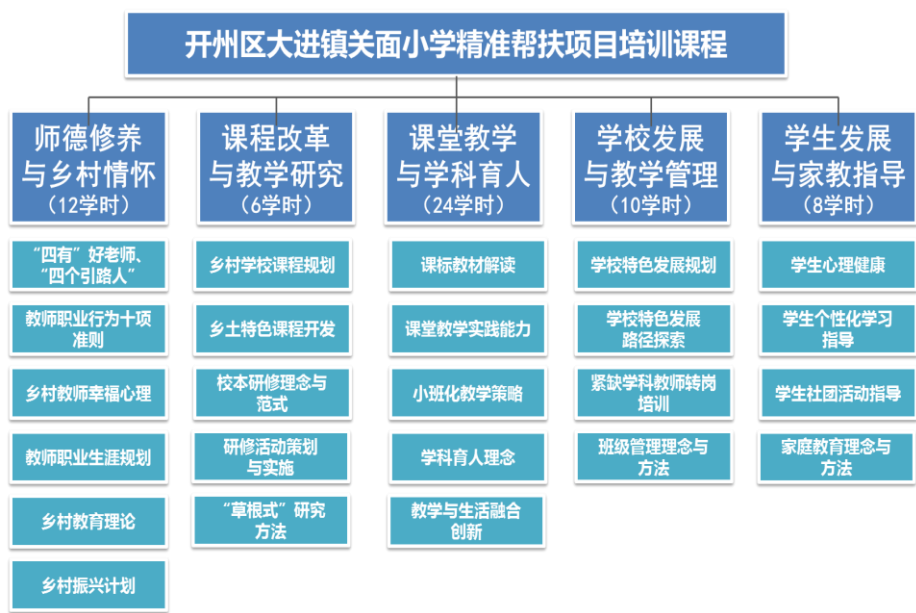 开州区大进镇关面小学精准帮扶项目培训课程
师德修养
与乡村情怀
（12学时）
“四有”好老师、
“四个引路人”
教师职业行为十项
准则
乡村教师幸福心理
教师职业生涯规划
乡村教育理论
乡村振兴计划
课程改革
与教学研究
（6学时）
乡村学校课程规划
乡土特色课程开发
校本研修理念与
范式
研修活动策划
与实施
“草根式”研究
方法
课堂教学
与学科育人
（24学时）
课标教材解读
课堂教学实践能力
小班化教学策略
学科育人理念
教学与生活融合
创新
学校发展
与教学管理
（10学时）
学校特色发展规划
学校特色发展
路径探索
紧缺学科教师转岗
培训
班级管理理念与
方法
学生发展
与家教指导
（8学时）
学生心理健康
学生个性化学习
指导
学生社团活动指导
家庭教育理念与
方法